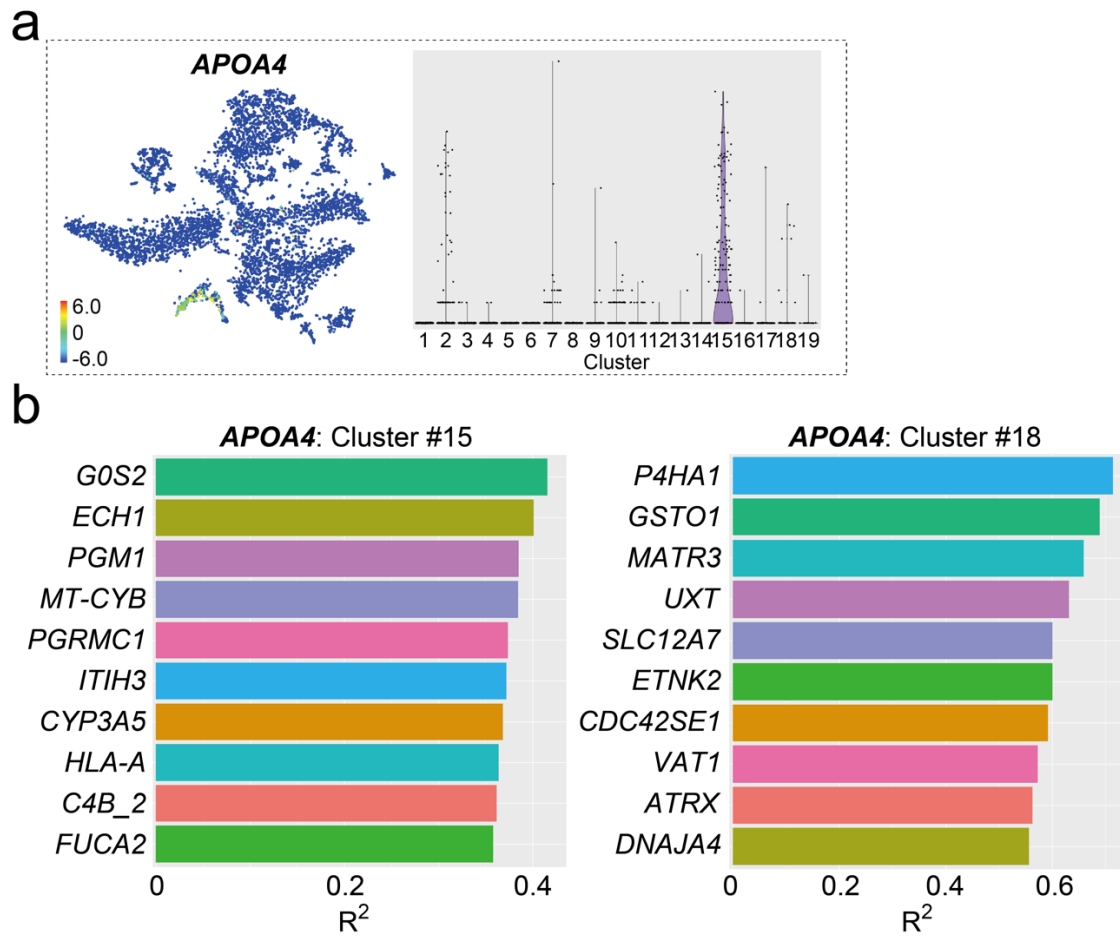 a
APOA4
6.0
0
-6.0
1 2 3 4 5 6 7 8 9 10 11 12 13 14 15 16 17 18 19
Cluster
b
APOA4: Cluster #15
G0S2
ECH1
PGM1
MT-CYB
PGRMC1
ITIH3
CYP3A5
HLA-A
C4B_2
FUCA2
0 0.2 0.4
R²
APOA4: Cluster #18
P4HA1
GSTO1
MATR3
UXT
SLC12A7
ETNK2
CDC42SE1
VAT1
ATRX
DNAJA4
0 0.2 0.4 0.6
R²